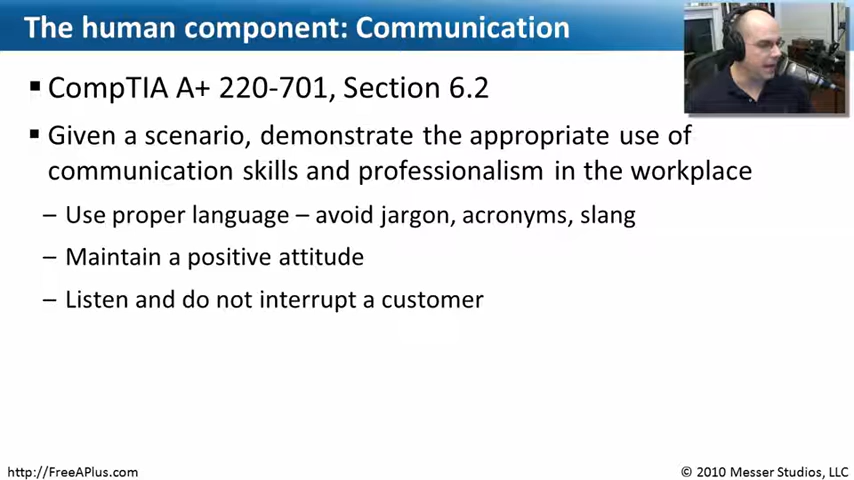 The human component: Communication
▪ CompTIA A+ 220-701, Section 6.2
▪ Given a scenario, demonstrate the appropriate use of
communication skills and professionalism in the workplace
– Use proper language – avoid jargon, acronyms, slang
– Maintain a positive attitude
– Listen and do not interrupt a customer
http://FreeAPlus.com
© 2010 Messer Studios, LLC